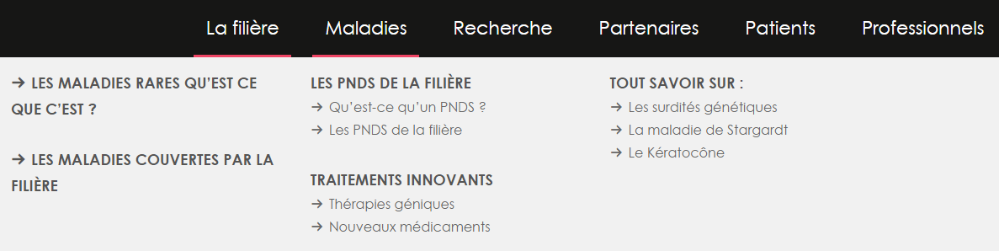 La filière Maladies Recherche Partenaires Patients Professionnels
→ LES MALADIES RARES QU’EST CE
QUE C’EST ?
→ LES MALADIES COUVERTES PAR LA
FILIÈRE
LES PNDS DE LA FILIÈRE
→ Qu’est-ce qu’un PNDS ?
→ Les PNDS de la filière
TRAITEMENTS INNOVANTS
→ Thérapies géniques
→ Nouveaux médicaments
TOUT SAVOIR SUR :
→ Les surdités génétiques
→ La maladie de Stargardt
→ Le Kératocône